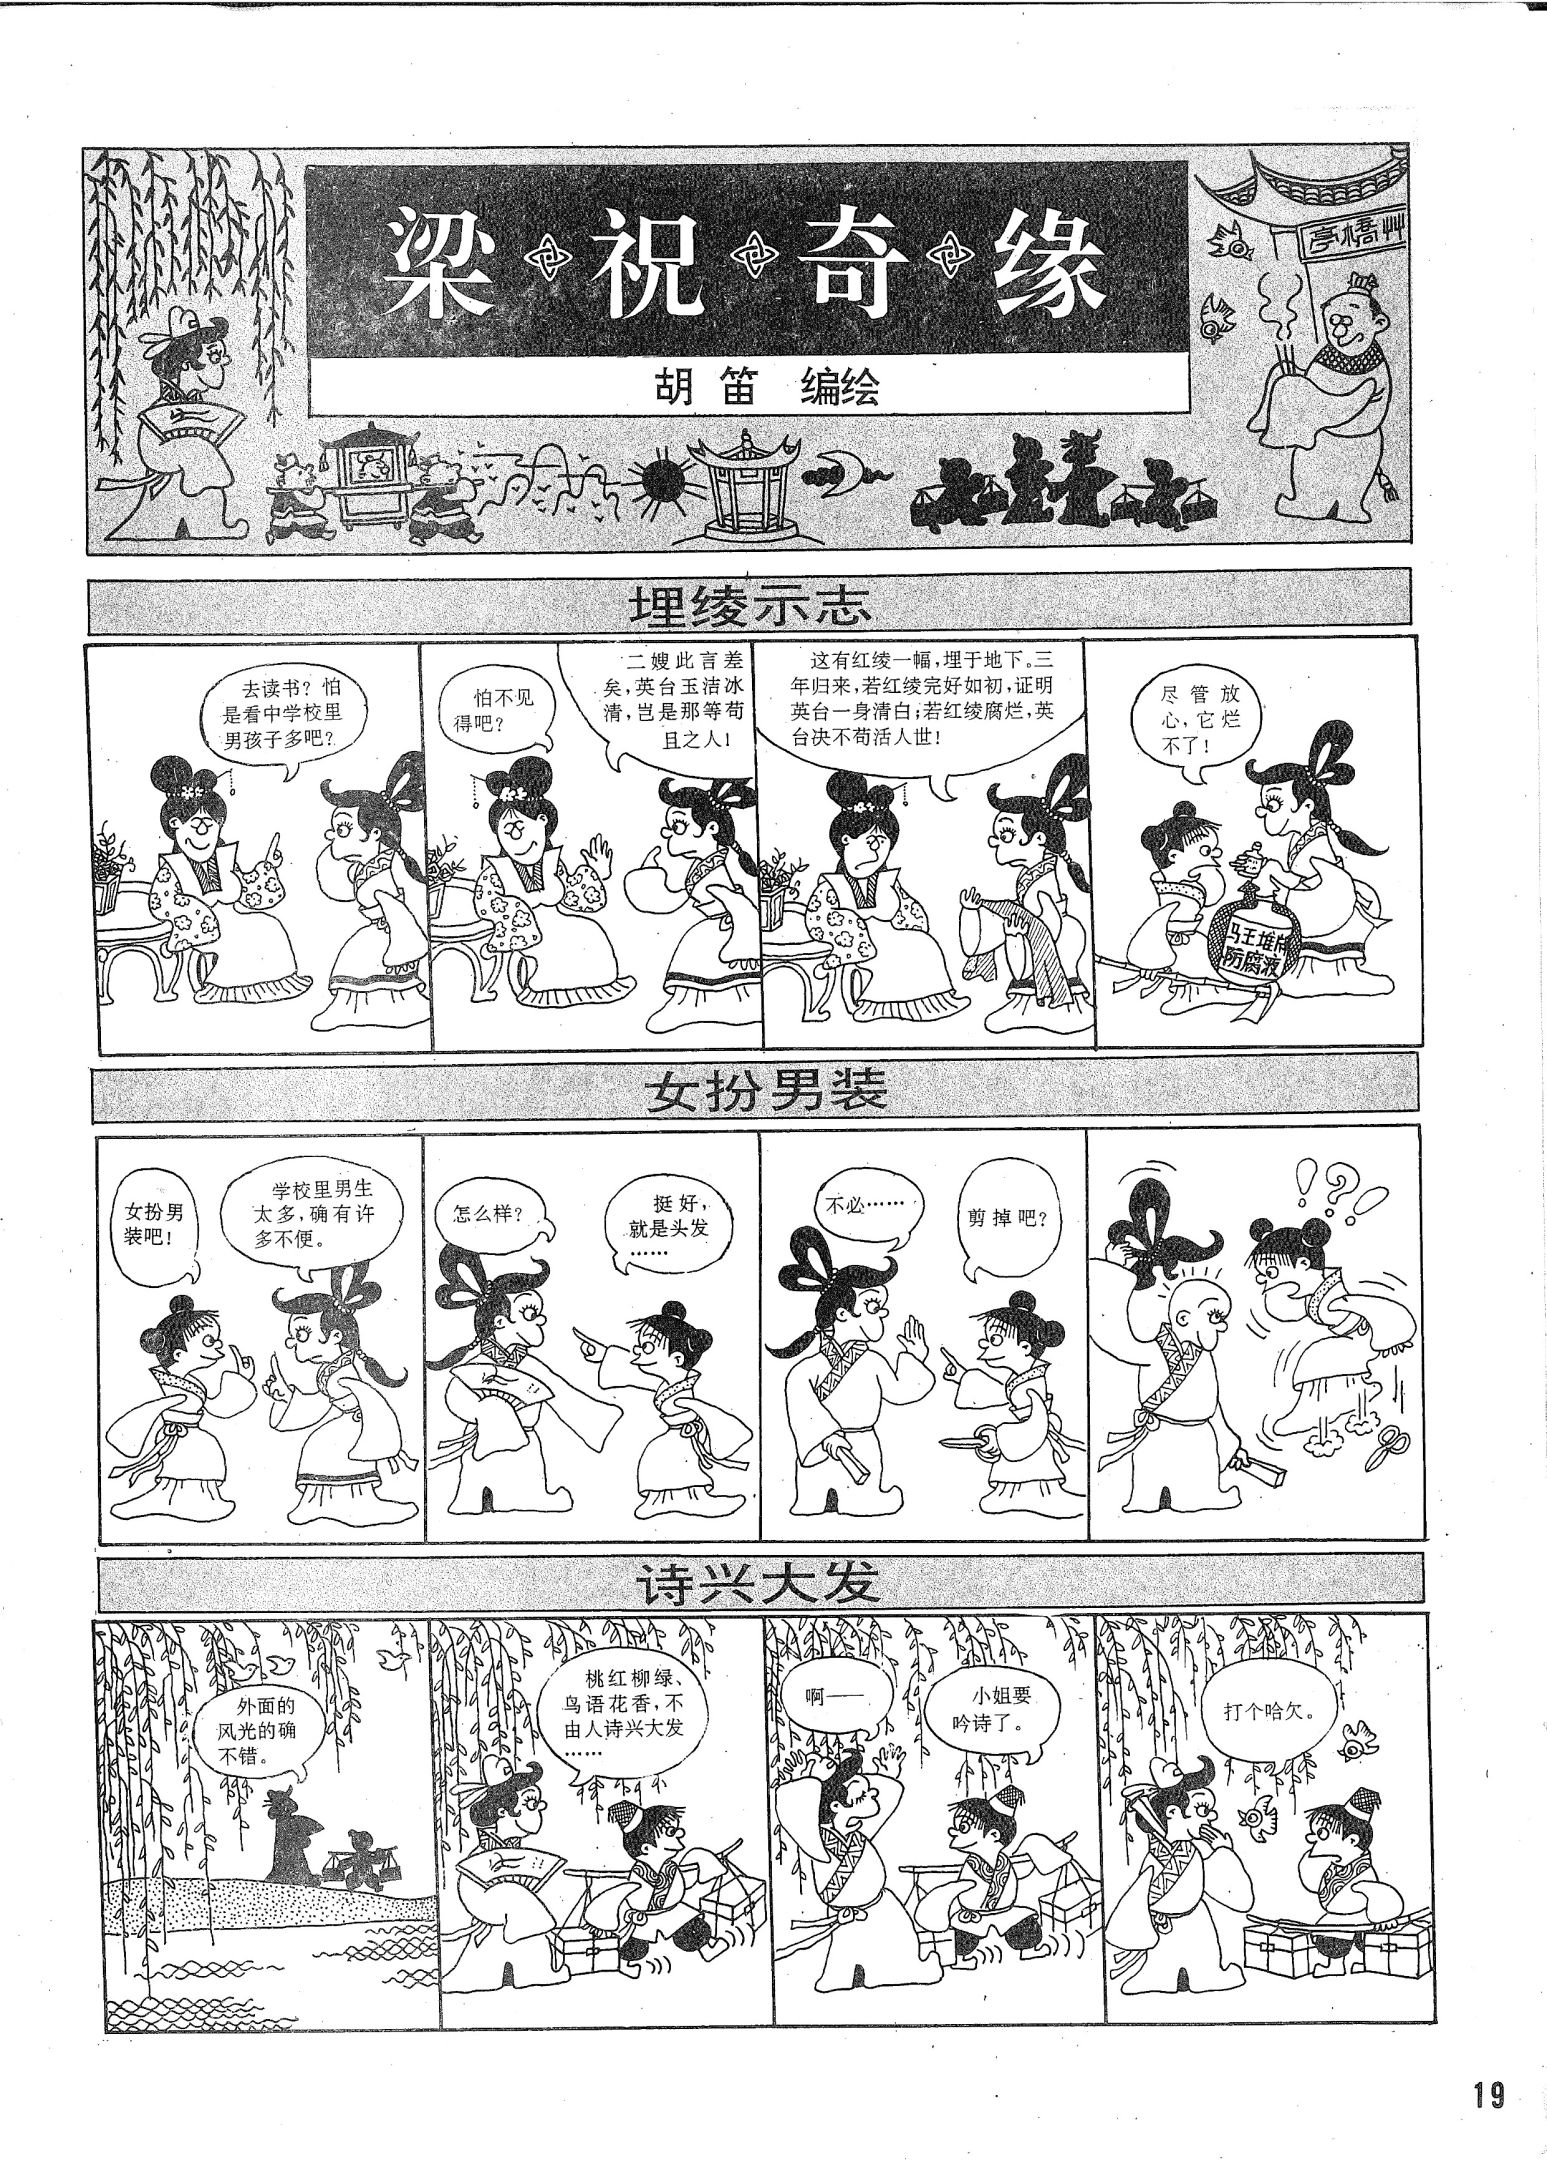 梁祝奇缘
胡笛 编绘
草橋亭
埋绫示志
去读书？怕
是看中学校里
男孩子多吧？
怕不见
得吧？
二嫂此言差
矣，英台玉洁冰
清，岂是那等苟
且之人！
这有红绫一幅，埋于地下。三
年归来，若红绫完好如初，证明
英台一身清白；若红绫腐烂，英
台决不苟活人世！
尽管放
心，它烂
不了！
马王堆牌
防腐液
女扮男装
女扮男
装吧！
学校里男生
太多，确有许
多不便。
怎么样？
挺好，
就是头发
……
不必……
剪掉吧？
！？！
诗兴大发
外面的
风光的确
不错。
桃红柳绿、
鸟语花香，不
由人诗兴大发
……
啊——
小姐要
吟诗了。
打个哈欠。
19